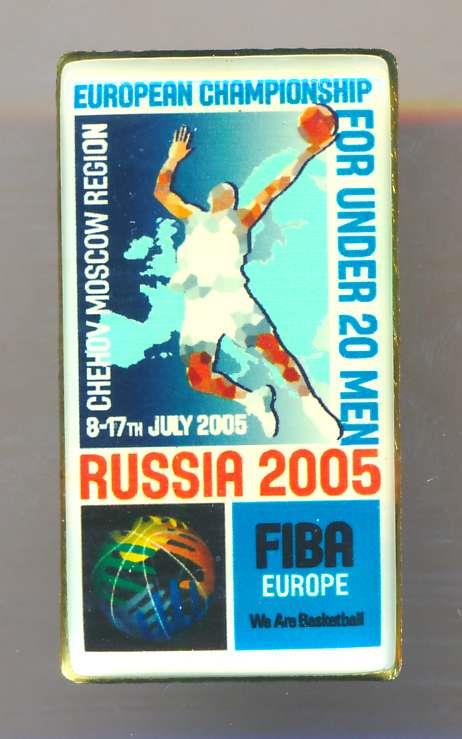 EUROPEAN CHAMPIONSHIP
FOR UNDER 20 MEN
CHEHOV MOSCOW REGION
8-17TH JULY 2005
RUSSIA 2005
FIBA
EUROPE
We Are Basketball